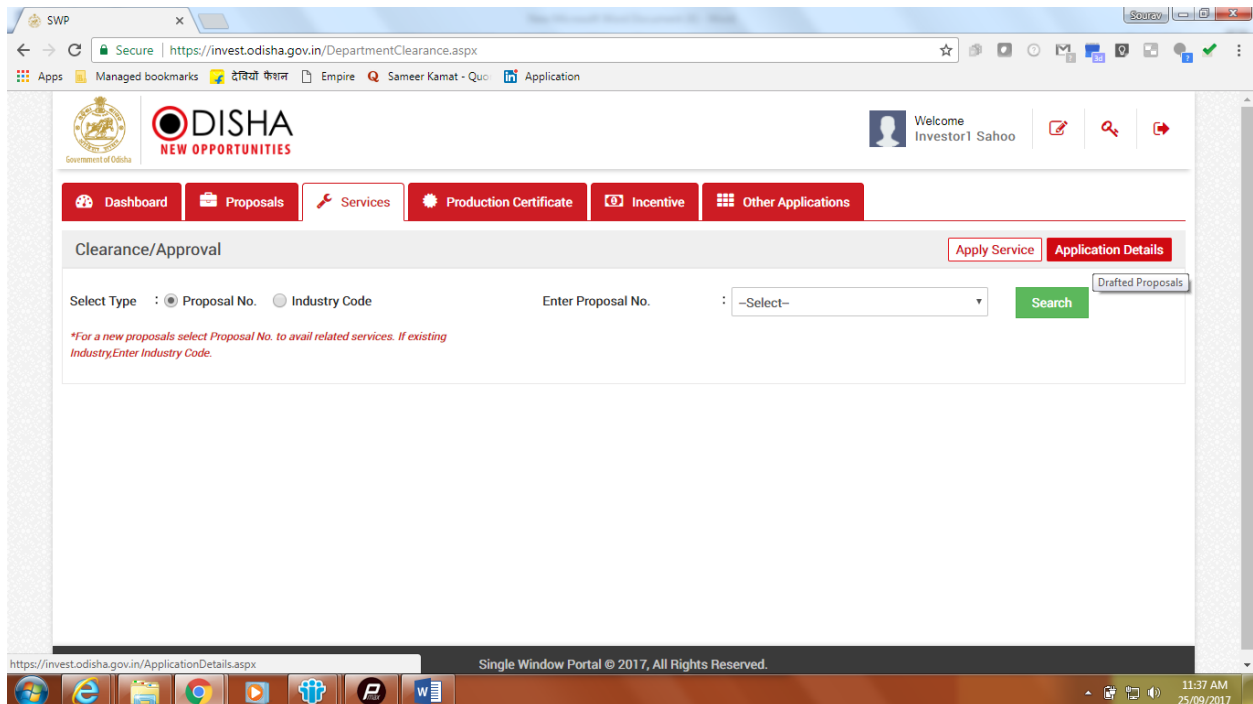 SWP
Sourav
Secure | https://invest.odisha.gov.in/DepartmentClearance.aspx
Apps Managed bookmarks देवियों फैशन Empire Sameer Kamat - Quo Application
Government of Odisha
ODISHA
NEW OPPORTUNITIES
Welcome
Investor1 Sahoo
Dashboard Proposals Services Production Certificate Incentive Other Applications
Clearance/Approval Apply Service Application Details
Drafted Proposals
Select Type : Proposal No. Industry Code Enter Proposal No. : --Select-- Search
*For a new proposals select Proposal No. to avail related services. If existing
Industry,Enter Industry Code.
https://invest.odisha.gov.in/ApplicationDetails.aspx Single Window Portal © 2017, All Rights Reserved.
11:37 AM
25/09/2017